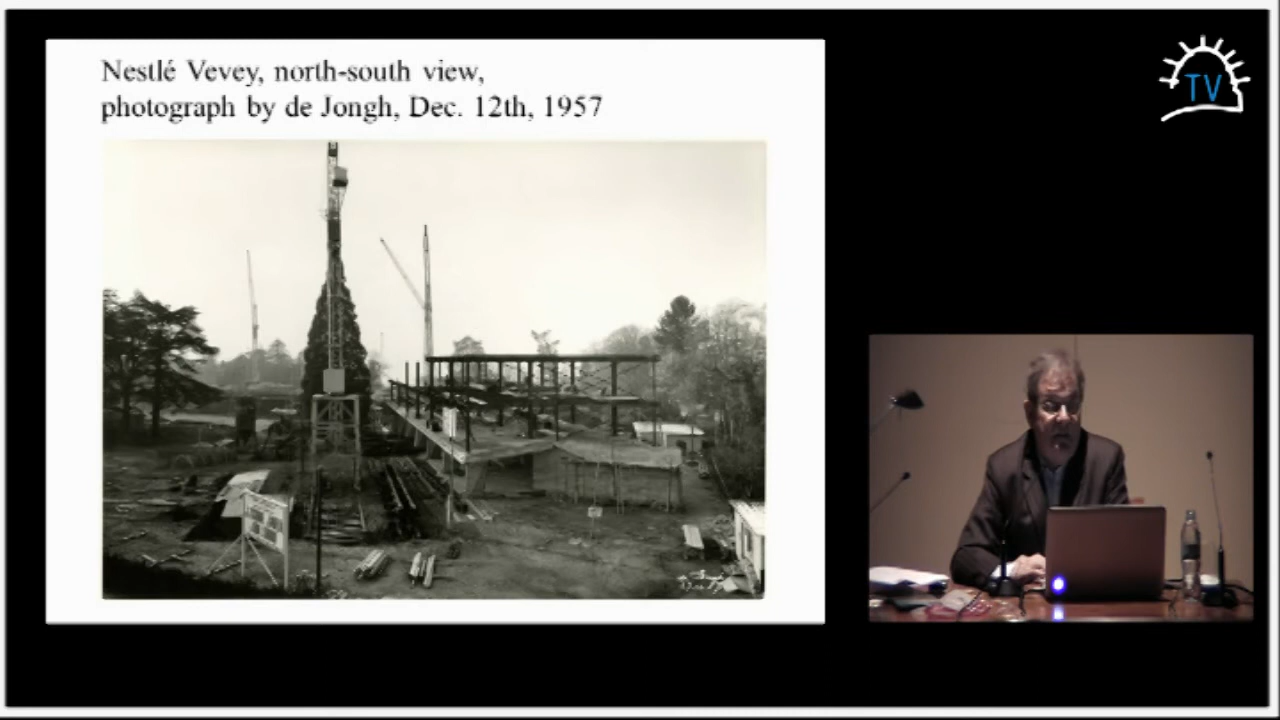 Nestlé Vevey, north-south view,
photograph by de Jongh, Dec. 12th, 1957
TV